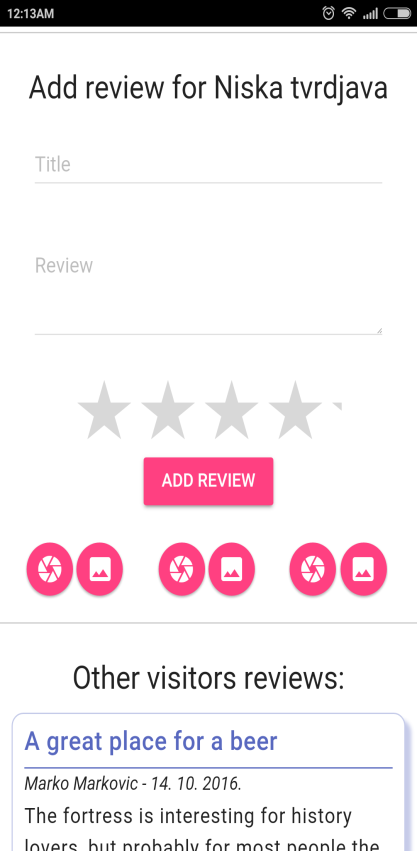 12:13AM
Add review for Niska tvrdjava
Title
Review
ADD REVIEW
Other visitors reviews:
A great place for a beer
Marko Markovic - 14. 10. 2016.
The fortress is interesting for history
lovers, but probably for most people the